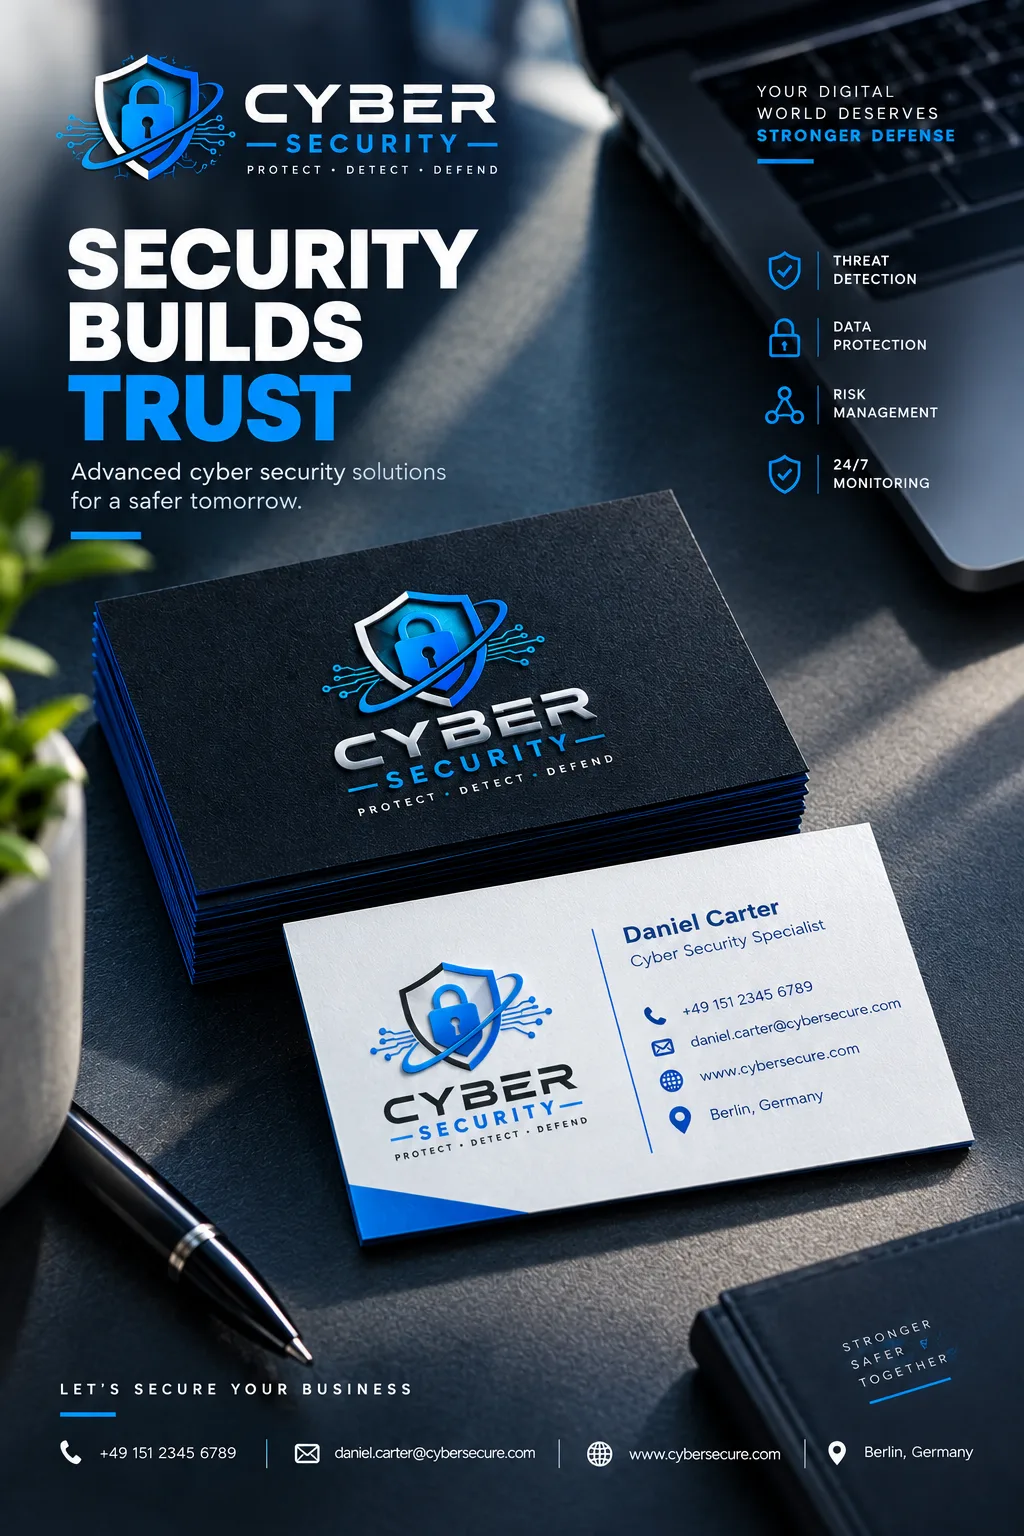 CYBER
SECURITY
PROTECT • DETECT • DEFEND
YOUR DIGITAL
WORLD DESERVES
STRONGER DEFENSE
SECURITY
BUILDS
TRUST
Advanced cyber security solutions
for a safer tomorrow.
THREAT
DETECTION
DATA
PROTECTION
RISK
MANAGEMENT
24/7
MONITORING
CYBER
SECURITY
PROTECT • DETECT • DEFEND
CYBER
SECURITY
PROTECT • DETECT • DEFEND
Daniel Carter
Cyber Security Specialist
+49 151 2345 6789
daniel.carter@cybersecure.com
www.cybersecure.com
Berlin, Germany
STRONGER
SAFER
TOGETHER
LET'S SECURE YOUR BUSINESS
+49 151 2345 6789
daniel.carter@cybersecure.com
www.cybersecure.com
Berlin, Germany